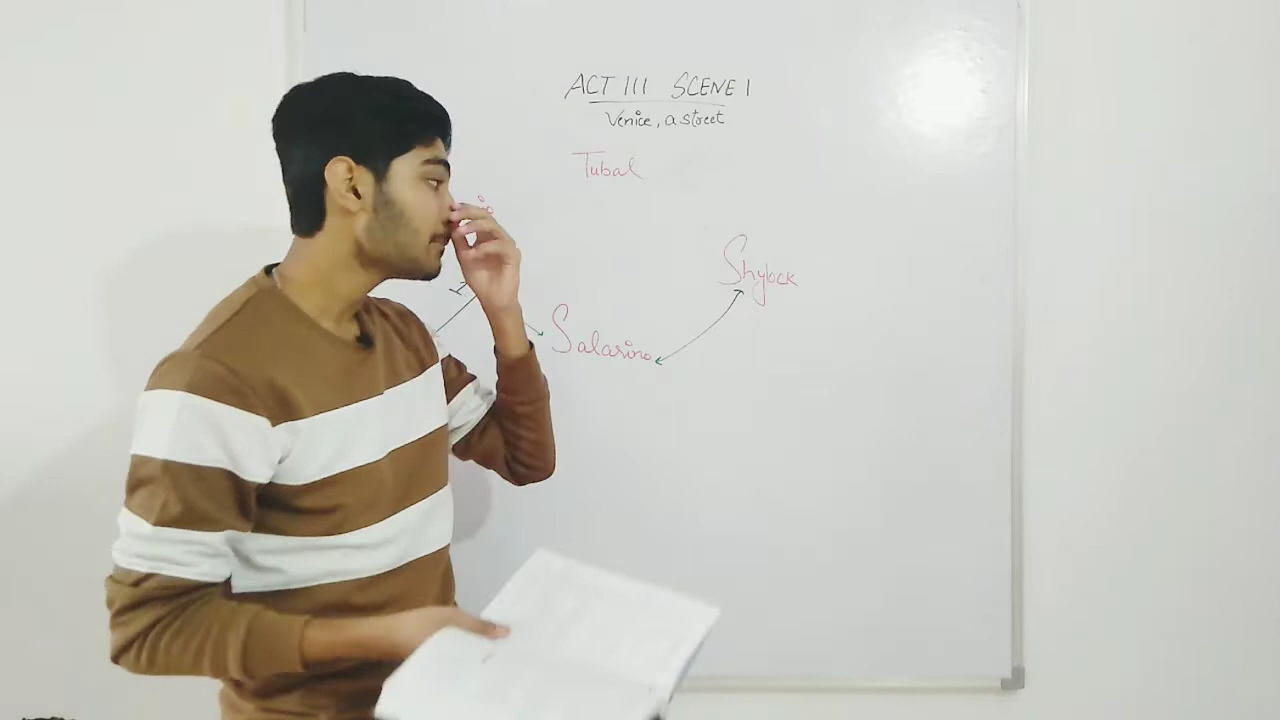 ACT III SCENE I
Venice, a street
Tubal
Shylock
Salarino